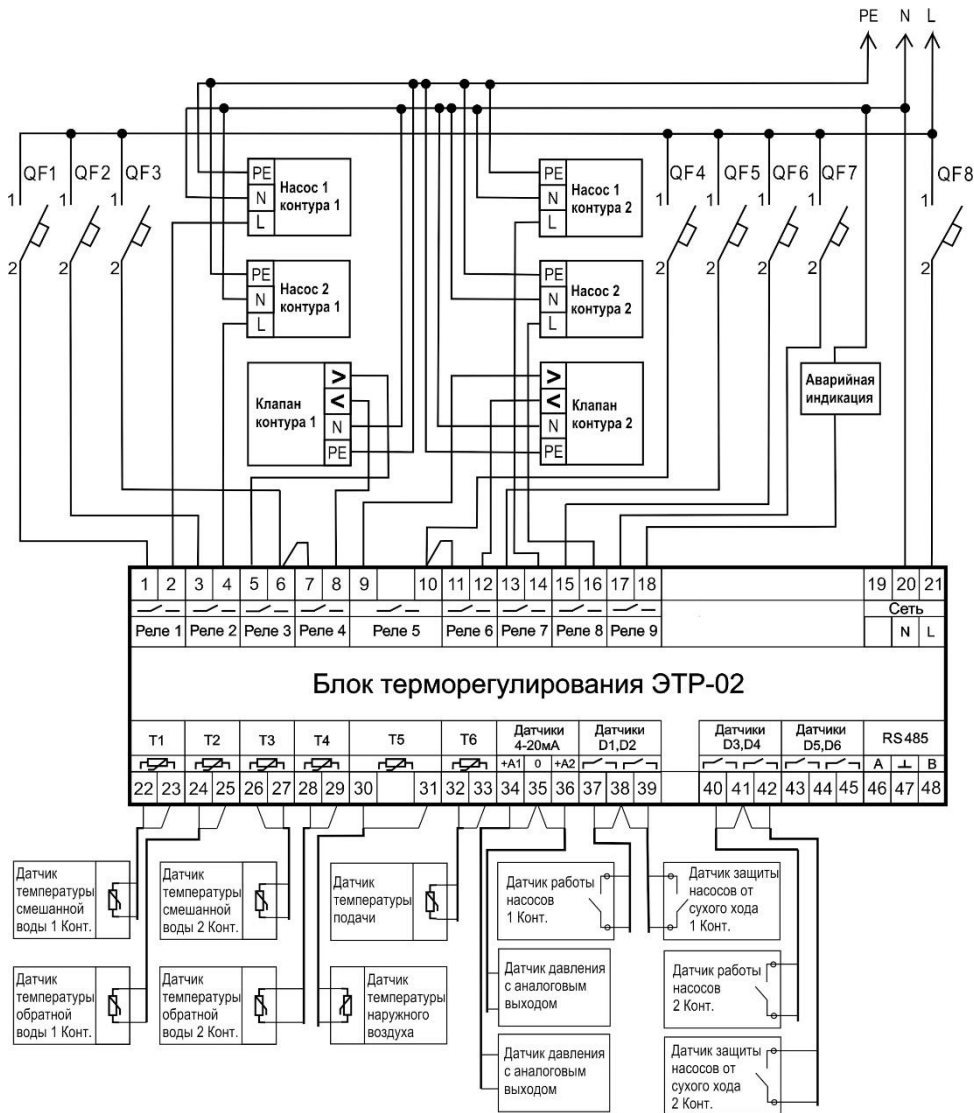 PE N L
QF1 QF2 QF3 QF4 QF5 QF6 QF7 QF8
1 1 1 1 1 1 1 1
2 2 2 2 2 2 2 2
PE
N
L
Насос 1
контура 1
PE
N
L
Насос 1
контура 2
PE
N
L
Насос 2
контура 1
PE
N
L
Насос 2
контура 2
Клапан
контура 1
>
<
N
PE
>
<
N
PE
Клапан
контура 2
Аварийная
индикация
1 2 3 4 5 6 7 8 9 10 11 12 13 14 15 16 17 18 19 20 21
Сеть
Реле 1 Реле 2 Реле 3 Реле 4 Реле 5 Реле 6 Реле 7 Реле 8 Реле 9 N L
Блок терморегулирования ЭТР-02
T1 T2 T3 T4 T5 T6
Датчики
4-20мА
Датчики
D1,D2
Датчики
D3,D4
Датчики
D5,D6
RS485
+A1 0 +A2 A ⊥ B
22 23 24 25 26 27 28 29 30 31 32 33 34 35 36 37 38 39 40 41 42 43 44 45 46 47 48
Датчик
температуры
смешанной
воды 1 Конт.
Датчик
температуры
смешанной
воды 2 Конт.
Датчик
температуры
подачи
Датчик работы
насосов
1 Конт.
Датчик защиты
насосов от
сухого хода
1 Конт.
Датчик
температуры
обратной
воды 1 Конт.
Датчик
температуры
обратной
воды 2 Конт.
Датчик
температуры
наружного
воздуха
Датчик давления
с аналоговым
выходом
Датчик работы
насосов
2 Конт.
Датчик давления
с аналоговым
выходом
Датчик защиты
насосов от
сухого хода
2 Конт.